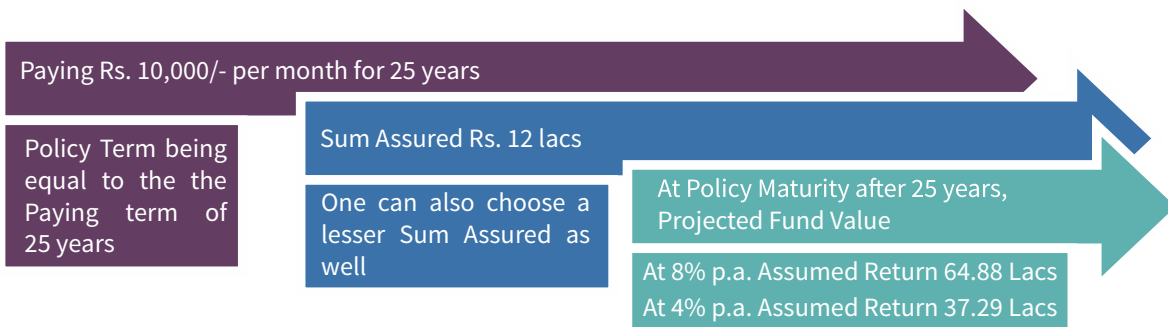 Paying Rs. 10,000/- per month for 25 years
Policy Term being
equal to the the
Paying term of
25 years
Sum Assured Rs. 12 lacs
One can also choose a
lesser Sum Assured as
well
At Policy Maturity after 25 years,
Projected Fund Value
At 8% p.a. Assumed Return 64.88 Lacs
At 4% p.a. Assumed Return 37.29 Lacs